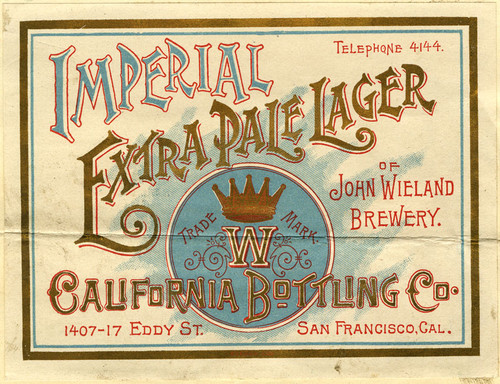 IMPERIAL
TELEPHONE 4144.
EXTRA PALE LAGER
OF
JOHN WIELAND
BREWERY.
TRADE MARK.
W
CALIFORNIA BOTTLING CO.
1407-17 EDDY ST. SAN FRANCISCO, CAL.